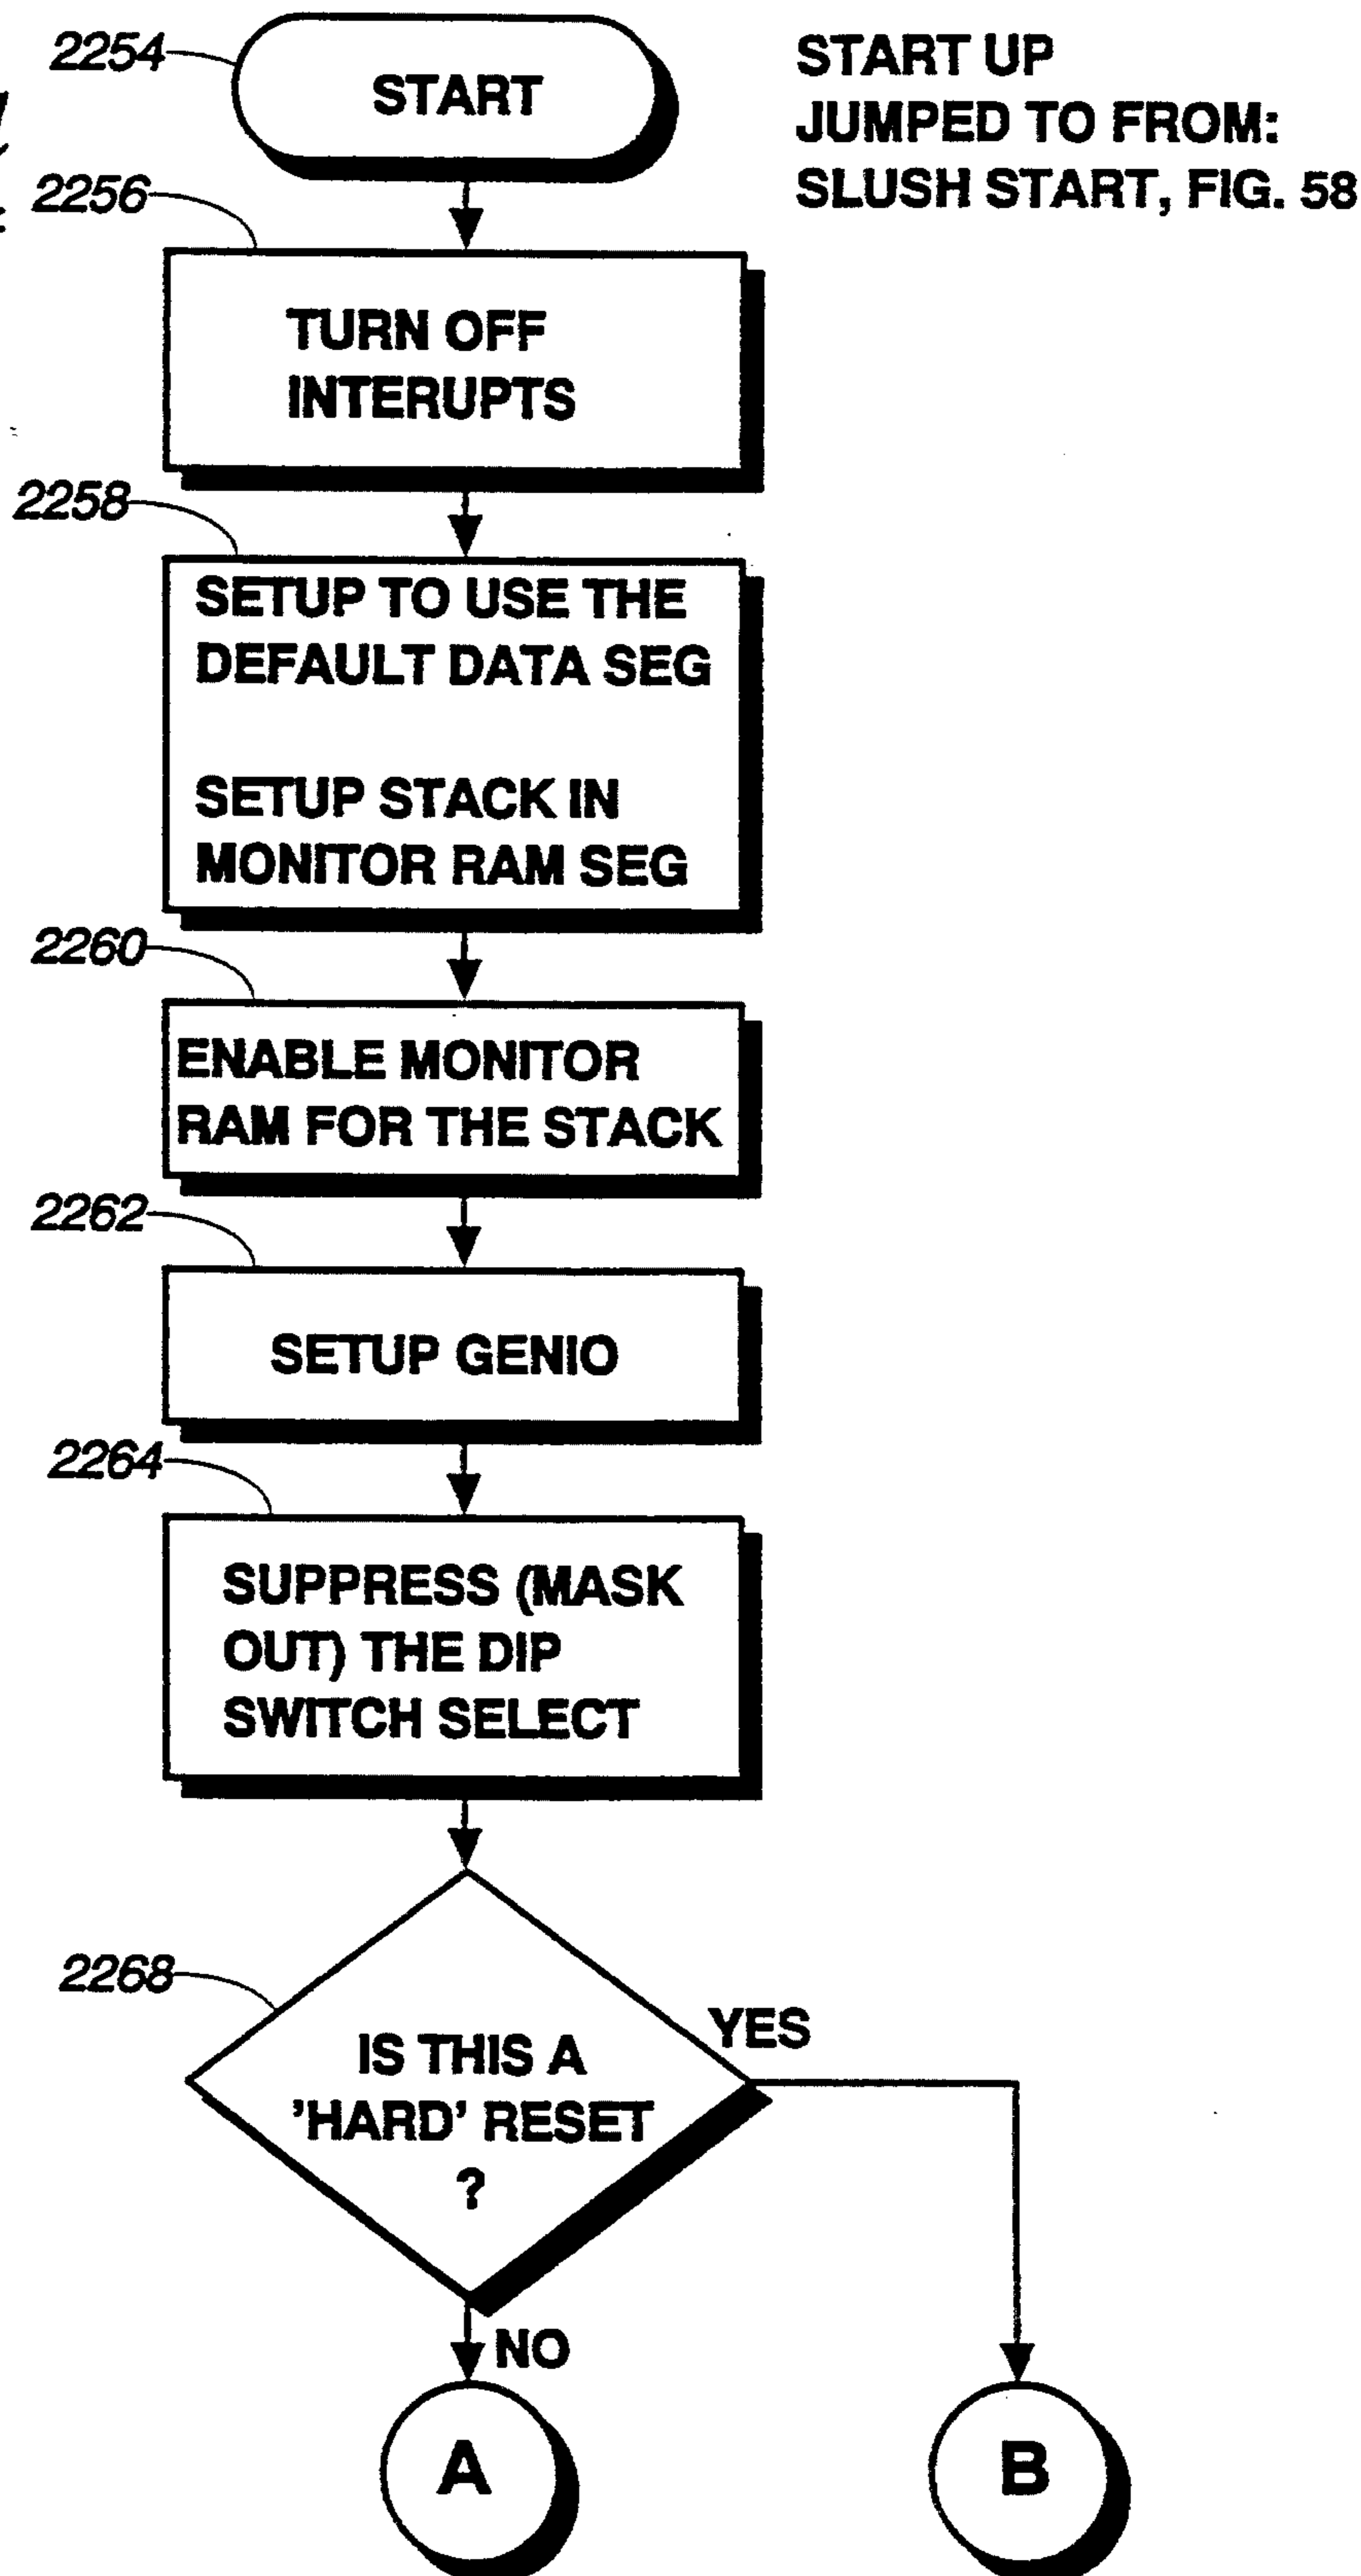 2254
START
START UP
JUMPED TO FROM:
SLUSH START, FIG. 58
2256
TURN OFF
INTERUPTS
2258
SETUP TO USE THE
DEFAULT DATA SEG
SETUP STACK IN
MONITOR RAM SEG
2260
ENABLE MONITOR
RAM FOR THE STACK
2262
SETUP GENIO
2264
SUPPRESS (MASK
OUT) THE DIP
SWITCH SELECT
2268
IS THIS A
'HARD' RESET
?
YES
NO
A
B